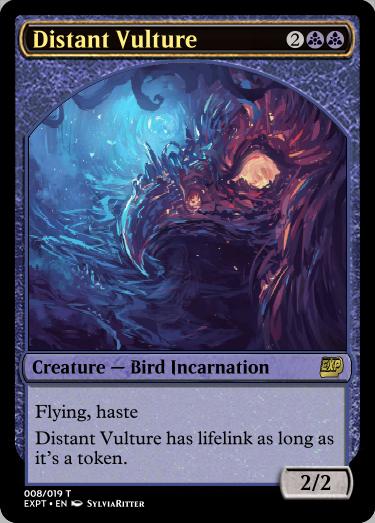 Distant Vulture 2
Creature — Bird Incarnation EXP
Flying, haste
Distant Vulture has lifelink as long as
it's a token.
2/2
008/019 T
EXPT • EN SylviaRitter